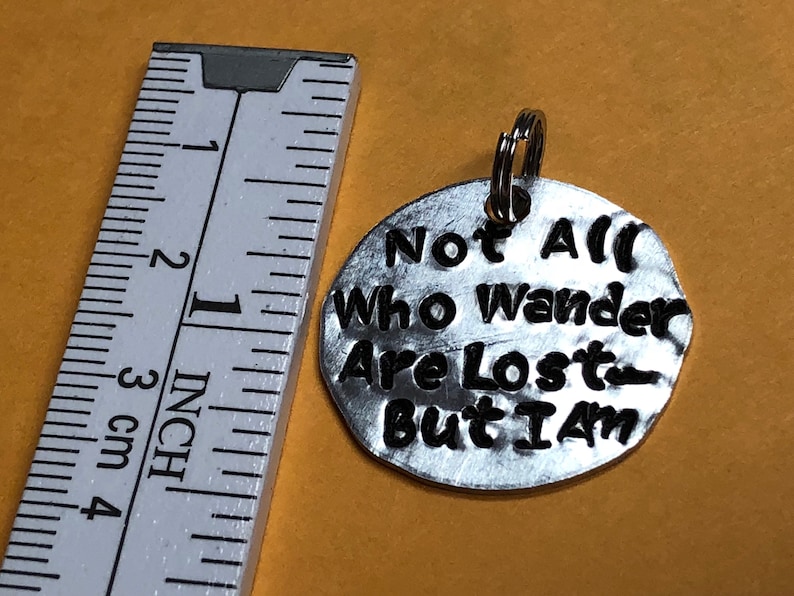 Not All
Who Wander
Are Lost-
But I Am
1
2
3
cm
4
1
INCH